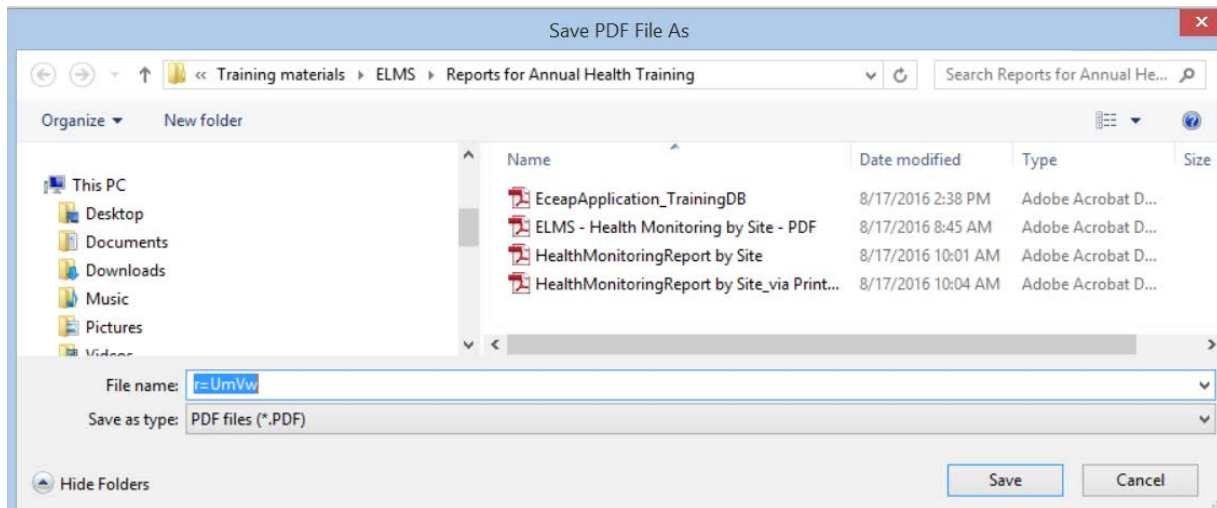 Save PDF File As
« Training materials ▸ ELMS ▸ Reports for Annual Health Training
Search Reports for Annual He...
Organize New folder
This PC
Desktop
Documents
Downloads
Music
Pictures
Videos
Name Date modified Type Size
EceapApplication_TrainingDB 8/17/2016 2:38 PM Adobe Acrobat D...
ELMS - Health Monitoring by Site - PDF 8/17/2016 8:45 AM Adobe Acrobat D...
HealthMonitoringReport by Site 8/17/2016 10:01 AM Adobe Acrobat D...
HealthMonitoringReport by Site_via Print... 8/17/2016 10:04 AM Adobe Acrobat D...
File name: r=UmVw
Save as type: PDF files (*.PDF)
Hide Folders Save Cancel